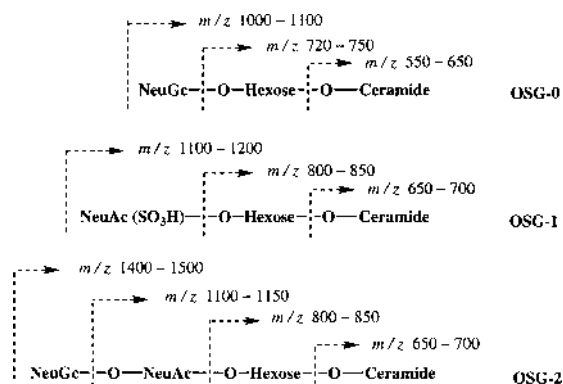 m/z 1000 – 1100
m/z 720 – 750
m/z 550 – 650
NeuGc—O—Hexose—O—Ceramide OSG-0
m/z 1100 – 1200
m/z 800 – 850
m/z 650 – 700
NeuAc (SO₃H)—O—Hexose—O—Ceramide OSG-1
m/z 1400 – 1500
m/z 1100 – 1150
m/z 800 – 850
m/z 650 – 700
NeuGc—O—NeuAc—O—Hexose—O—Ceramide OSG-2